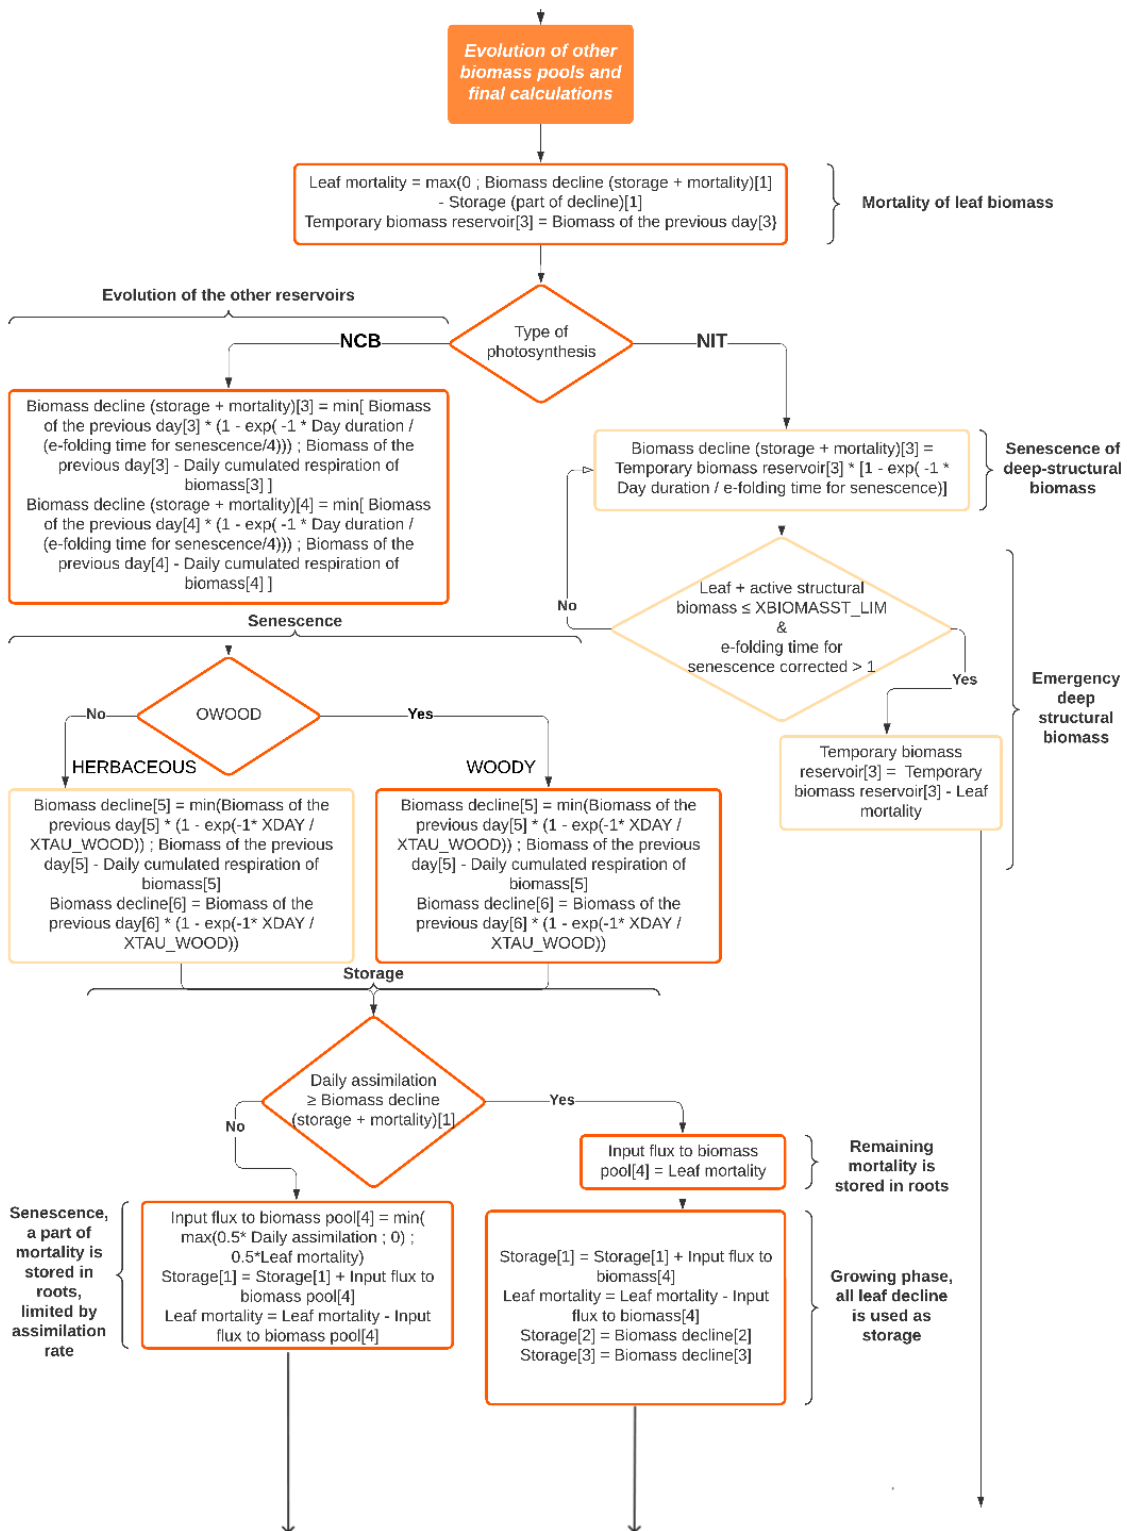 Evolution of other
biomass pools and
final calculations
Leaf mortality = max(0 ; Biomass decline (storage + mortality)[1]
- Storage (part of decline)[1]
Temporary biomass reservoir[3] = Biomass of the previous day[3}
Mortality of leaf biomass
Evolution of the other reservoirs
Type of
photosynthesis
NCB
NIT
Biomass decline (storage + mortality)[3] = min[ Biomass
of the previous day[3] * (1 - exp( -1 * Day duration /
(e-folding time for senescence/4))) ; Biomass of the
previous day[3] - Daily cumulated respiration of
biomass[3] ]
Biomass decline (storage + mortality)[4] = min[ Biomass
of the previous day[4] * (1 - exp( -1 * Day duration /
(e-folding time for senescence/4))) ; Biomass of the
previous day[4] - Daily cumulated respiration of
biomass[4] ]
Biomass decline (storage + mortality)[3] =
Temporary biomass reservoir[3] * [1 - exp( -1 *
Day duration / e-folding time for senescence)]
Senescence of
deep-structural
biomass
Leaf + active structural
biomass ≤ XBIOMASST_LIM
&
e-folding time for
senescence corrected > 1
No
Yes
Emergency
deep
structural
biomass
Temporary biomass
reservoir[3] = Temporary
biomass reservoir[3] - Leaf
mortality
Senescence
OWOOD
No
Yes
HERBACEOUS
WOODY
Biomass decline[5] = min(Biomass of the
previous day[5] * (1 - exp(-1* XDAY /
XTAU_WOOD)) ; Biomass of the previous
day[5] - Daily cumulated respiration of
biomass[5]
Biomass decline[6] = Biomass of the
previous day[6] * (1 - exp(-1* XDAY /
XTAU_WOOD))
Biomass decline[5] = min(Biomass of the
previous day[5] * (1 - exp(-1* XDAY /
XTAU_WOOD)) ; Biomass of the previous
day[5] - Daily cumulated respiration of
biomass[5]
Biomass decline[6] = Biomass of the
previous day[6] * (1 - exp(-1* XDAY /
XTAU_WOOD))
Storage
Daily assimilation
≥ Biomass decline
(storage + mortality)[1]
No
Yes
Input flux to biomass
pool[4] = Leaf mortality
Remaining
mortality is
stored in roots
Senescence,
a part of
mortality is
stored in
roots,
limited by
assimilation
rate
Input flux to biomass pool[4] = min(
max(0.5* Daily assimilation ; 0) ;
0.5*Leaf mortality)
Storage[1] = Storage[1] + Input flux to
biomass pool[4]
Leaf mortality = Leaf mortality - Input
flux to biomass pool[4]
Storage[1] = Storage[1] + Input flux to
biomass[4]
Leaf mortality = Leaf mortality - Input
flux to biomass[4]
Storage[2] = Biomass decline[2]
Storage[3] = Biomass decline[3]
Growing phase,
all leaf decline
is used as
storage